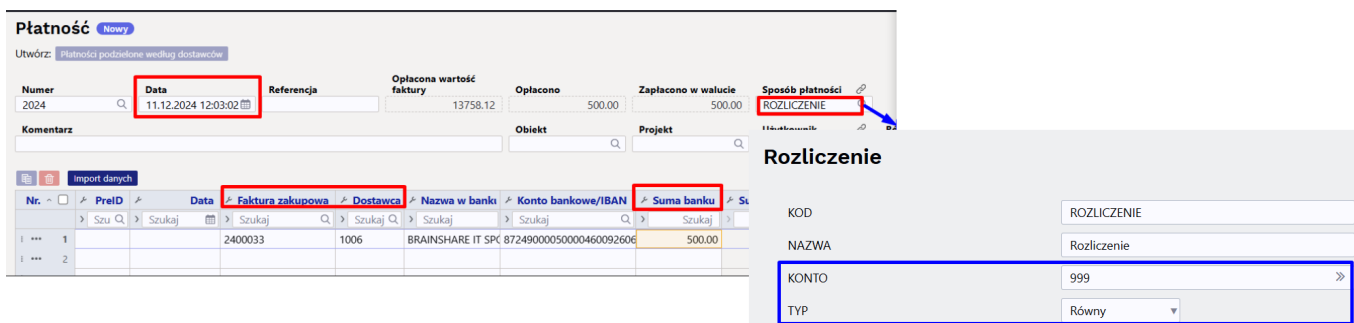 Płatność Nowy
Utwórz: Płatności podzielone według dostawców
Numer Data Referencja Opłacona wartość faktury Opłacono Zapłacono w walucie Sposób płatności
2024 11.12.2024 12:03:02 13758.12 500.00 500.00 ROZLICZENIE
Komentarz Obiekt Projekt Użytkownik
Import danych
Nr. PreID Data Faktura zakupowa Dostawca Nazwa w banku Konto bankowe/IBAN Suma banku
Szu Szukaj Szukaj Szukaj Szukaj Szukaj Szukaj
1 2400033 1006 BRAINSHARE IT SPO 87249000050000460092606 500.00
2
Rozliczenie
KOD ROZLICZENIE
NAZWA Rozliczenie
KONTO 999
TYP Równy